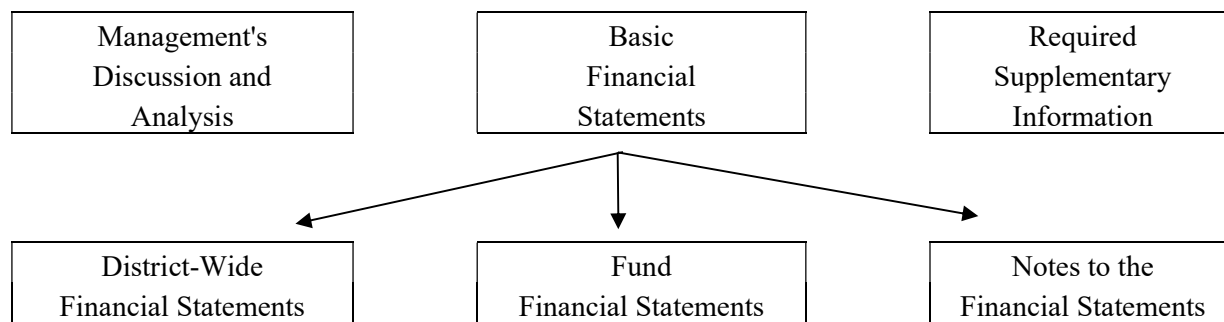 Management's
Discussion and
Analysis
Basic
Financial
Statements
Required
Supplementary
Information
District-Wide
Financial Statements
Fund
Financial Statements
Notes to the
Financial Statements